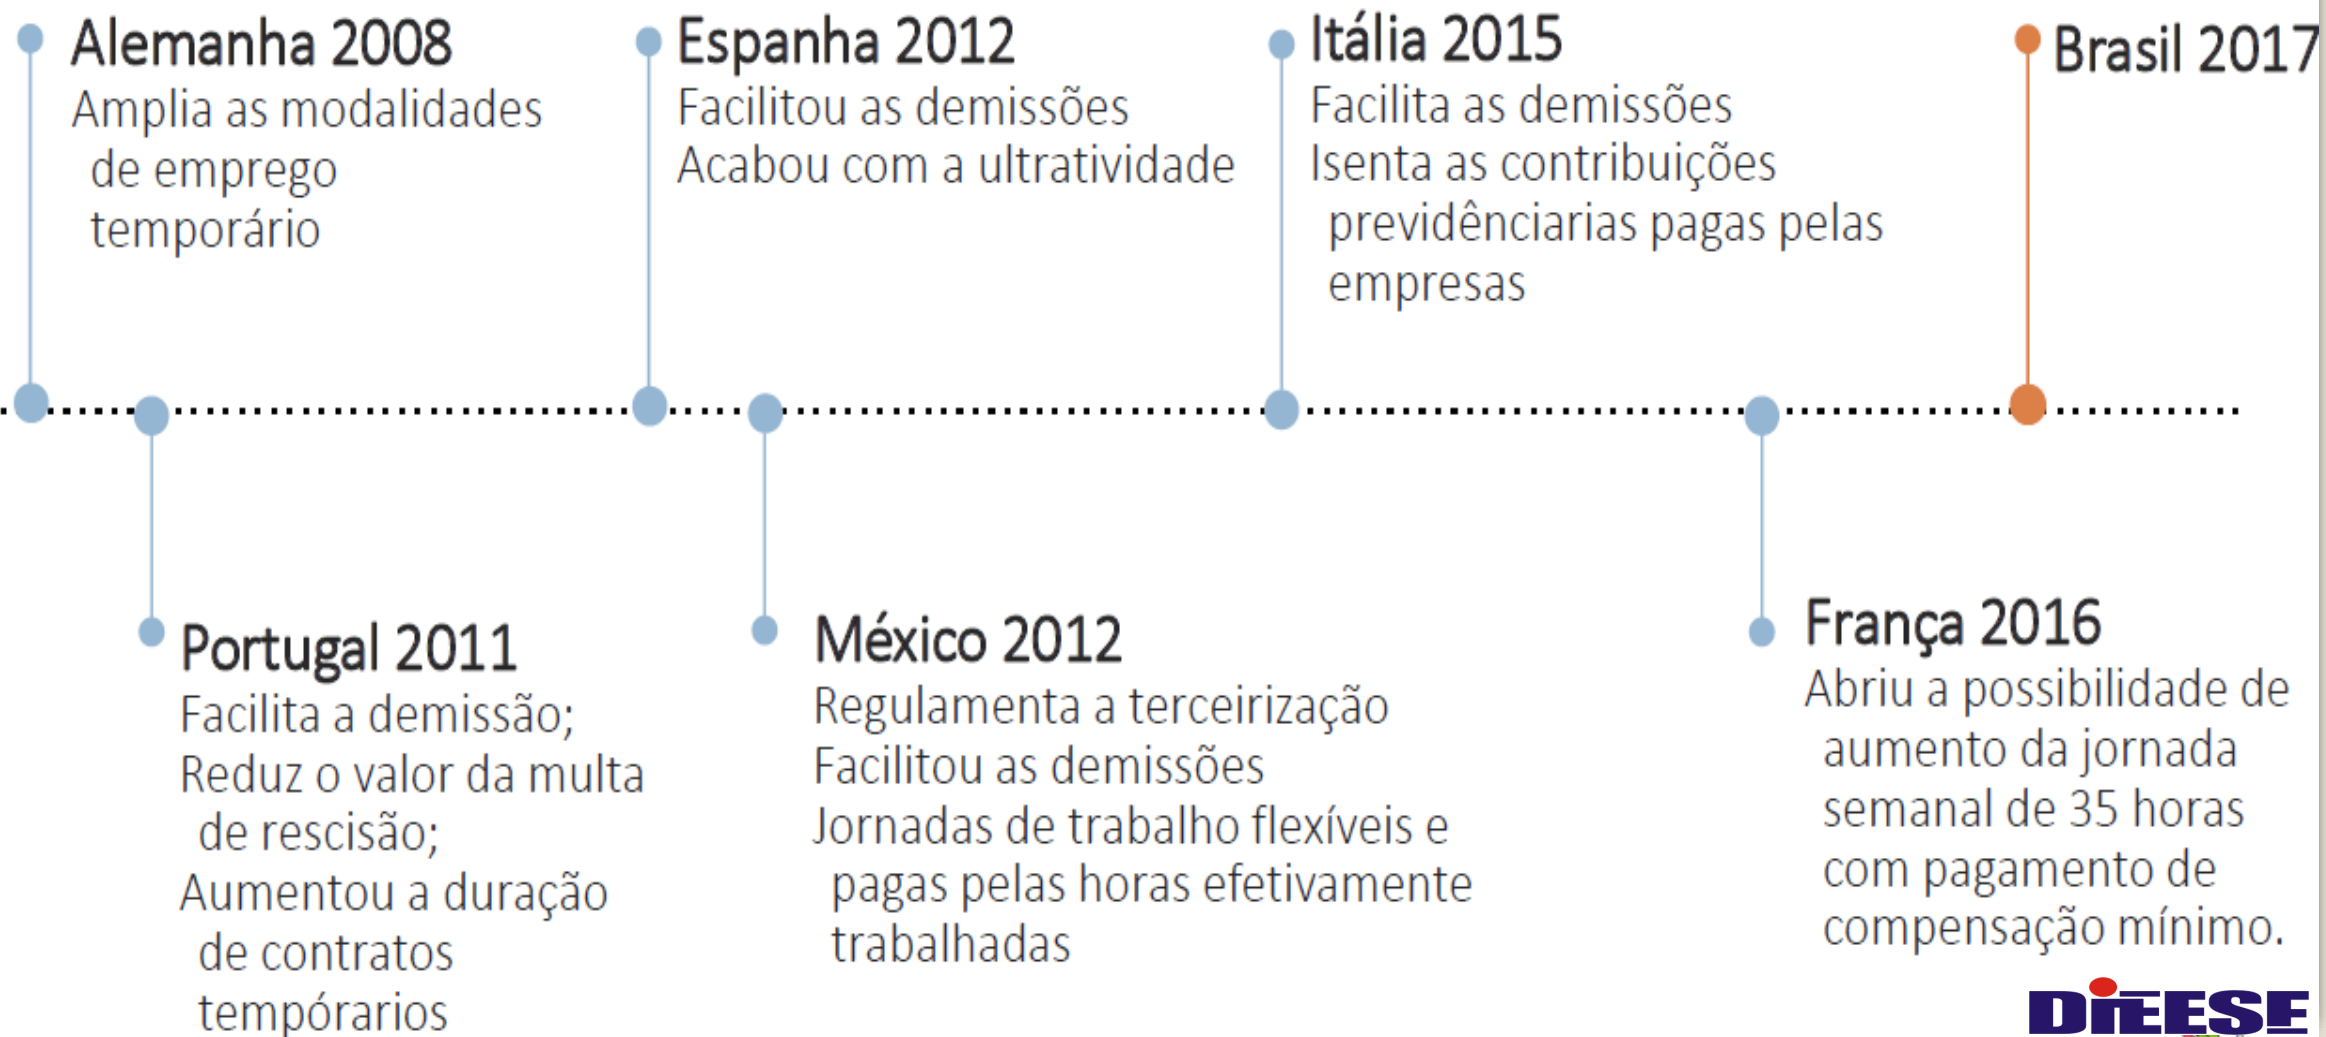 Alemanha 2008
Amplia as modalidades
de emprego
temporário
Espanha 2012
Facilitou as demissões
Acabou com a ultratividade
Itália 2015
Facilita as demissões
Isenta as contribuições
previdênciarias pagas pelas
empresas
Brasil 2017
Portugal 2011
Facilita a demissão;
Reduz o valor da multa
de rescisão;
Aumentou a duração
de contratos
tempórarios
México 2012
Regulamenta a terceirização
Facilitou as demissões
Jornadas de trabalho flexíveis e
pagas pelas horas efetivamente
trabalhadas
França 2016
Abriu a possibilidade de
aumento da jornada
semanal de 35 horas
com pagamento de
compensação mínimo.
DIEESE